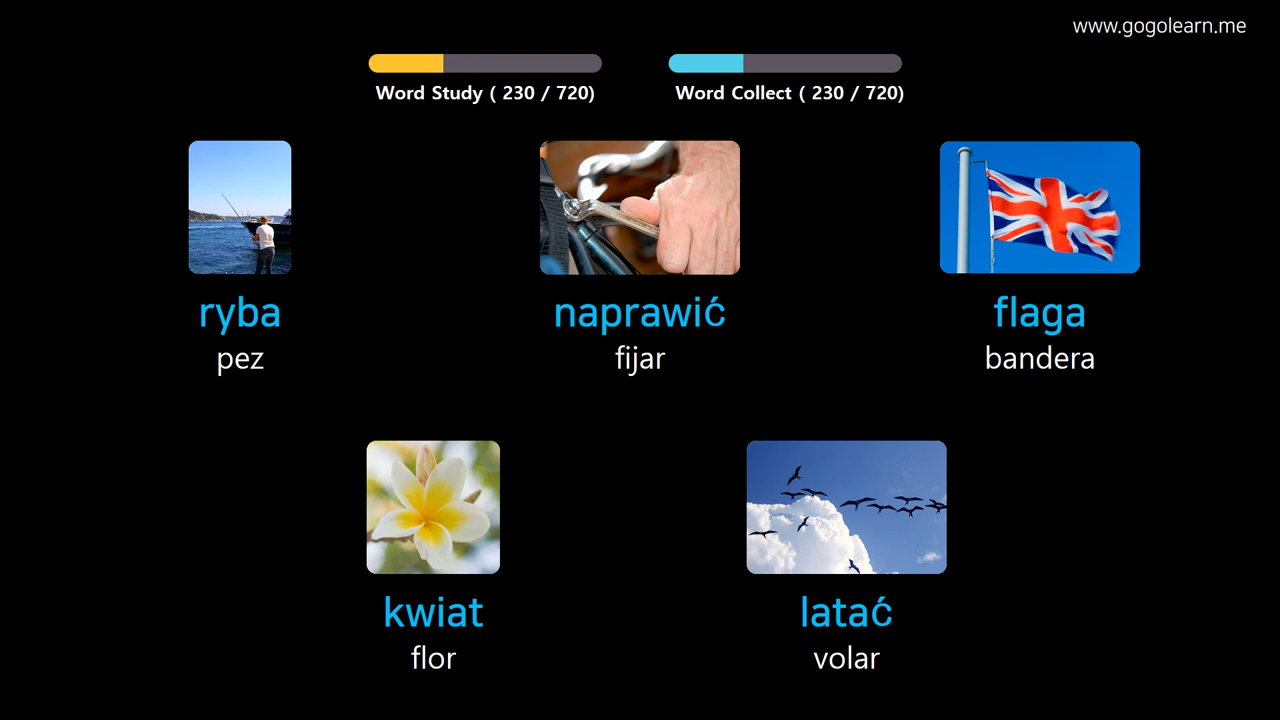 www.gogolearn.me
Word Study ( 230 / 720)
Word Collect ( 230 / 720)
ryba
pez
naprawić
fijar
flaga
bandera
kwiat
flor
latać
volar